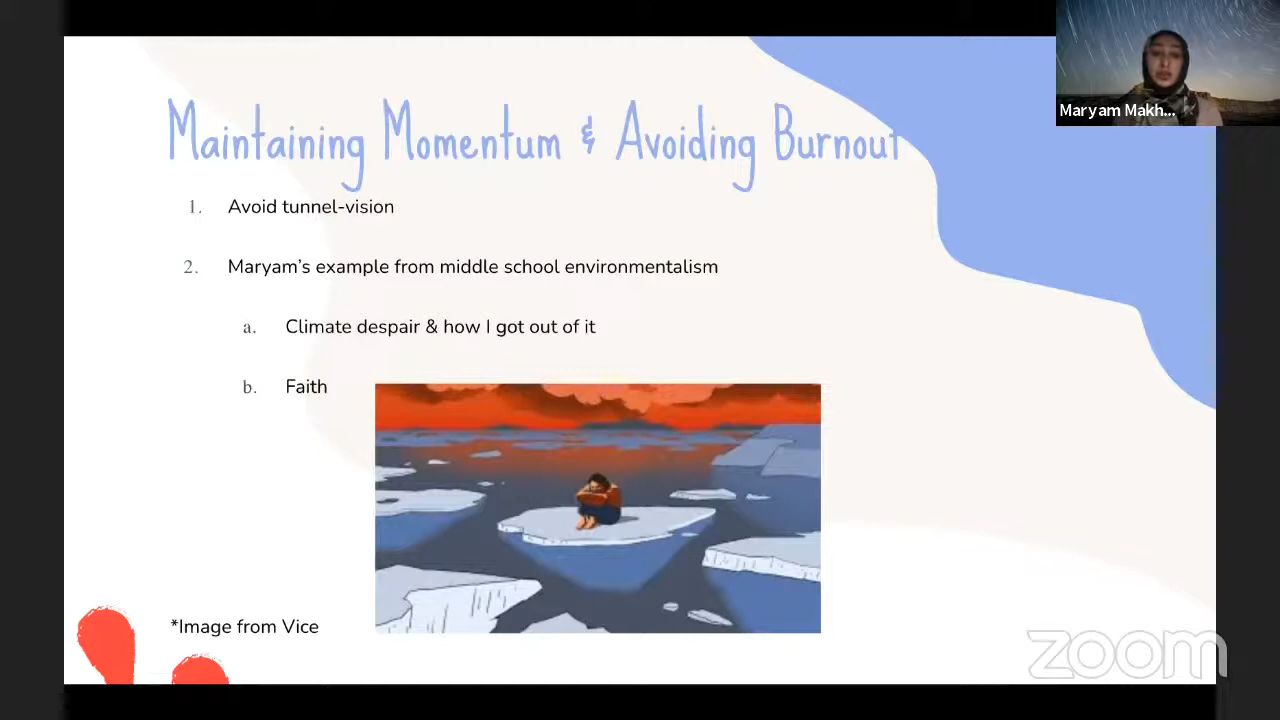 Maintaining Momentum & Avoiding Burnout
Maryam Makh...
1. Avoid tunnel-vision
2. Maryam’s example from middle school environmentalism
a. Climate despair & how I got out of it
b. Faith
*Image from Vice
zoom